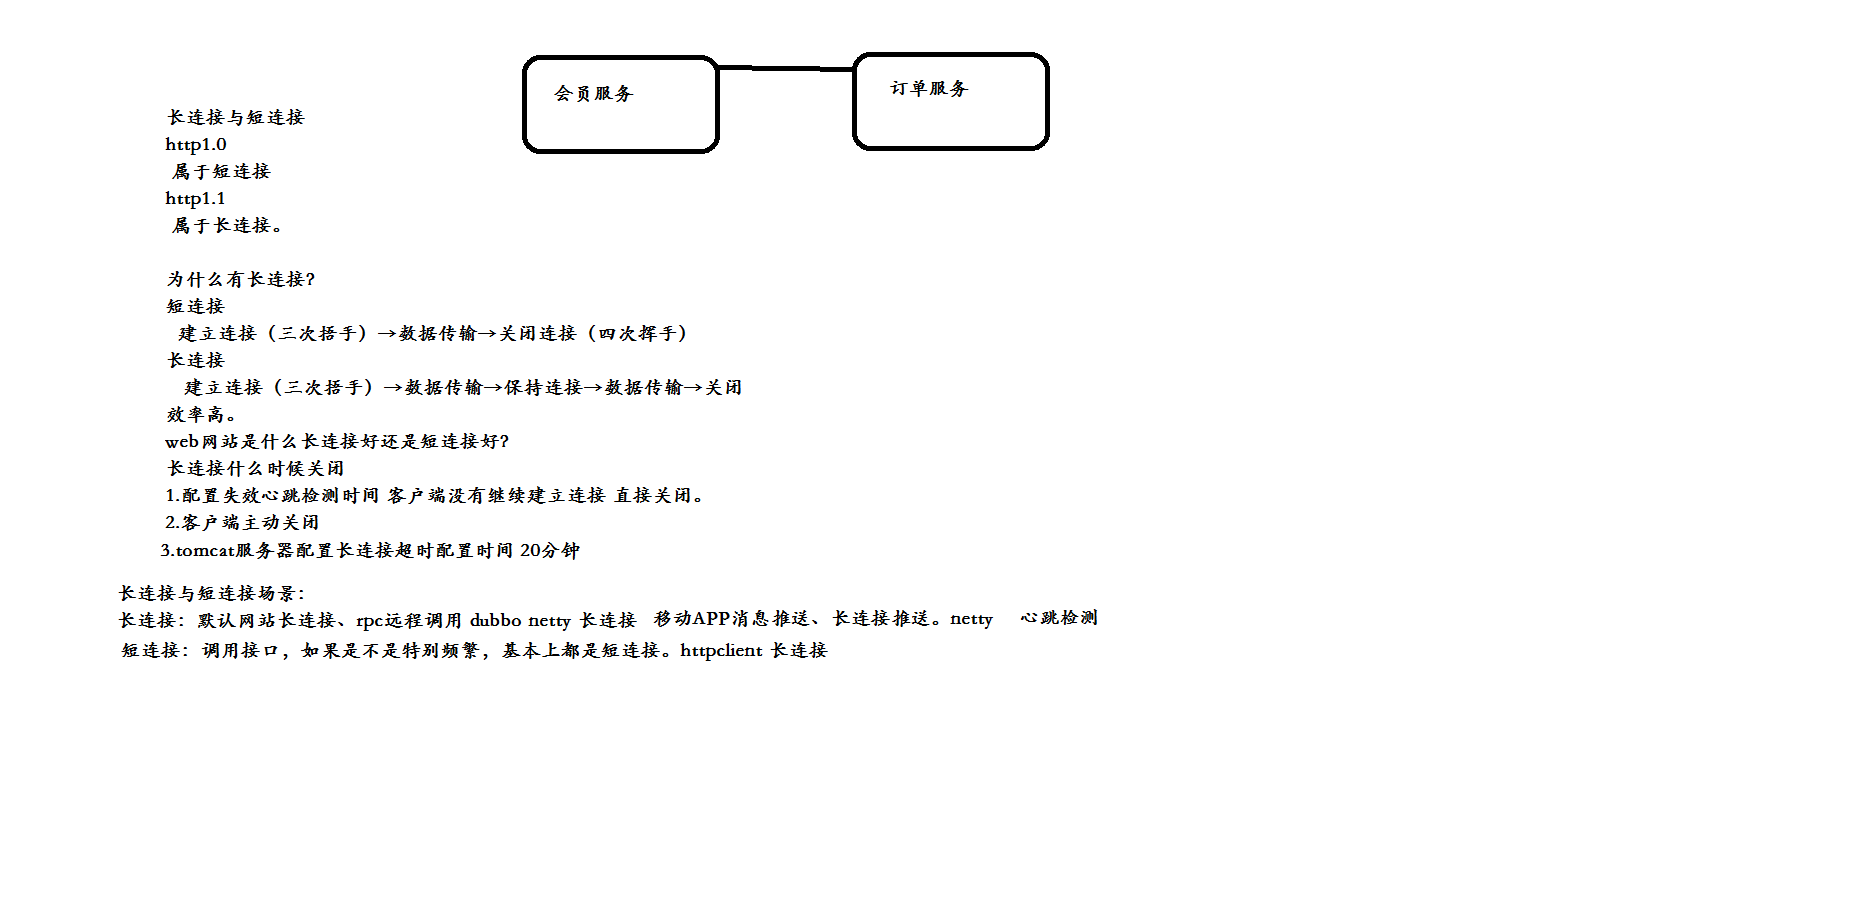 会员服务
订单服务
长连接与短连接
http1.0
属于短连接
http1.1
属于长连接。
为什么有长连接?
短连接
建立连接（三次捂手）→数据传输→关闭连接（四次挥手）
长连接
建立连接（三次捂手）→数据传输→保持连接→数据传输→关闭
效率高。
web网站是什么长连接好还是短连接好?
长连接什么时候关闭
1.配置失效心跳检测时间 客户端没有继续建立连接 直接关闭。
2.客户端主动关闭
3.tomcat服务器配置长连接超时配置时间 20分钟
长连接与短连接场景：
长连接：默认网站长连接、rpc远程调用 dubbo netty 长连接 移动APP消息推送、长连接推送。netty 心跳检测
短连接：调用接口，如果是不是特别频繁，基本上都是短连接。httpclient 长连接